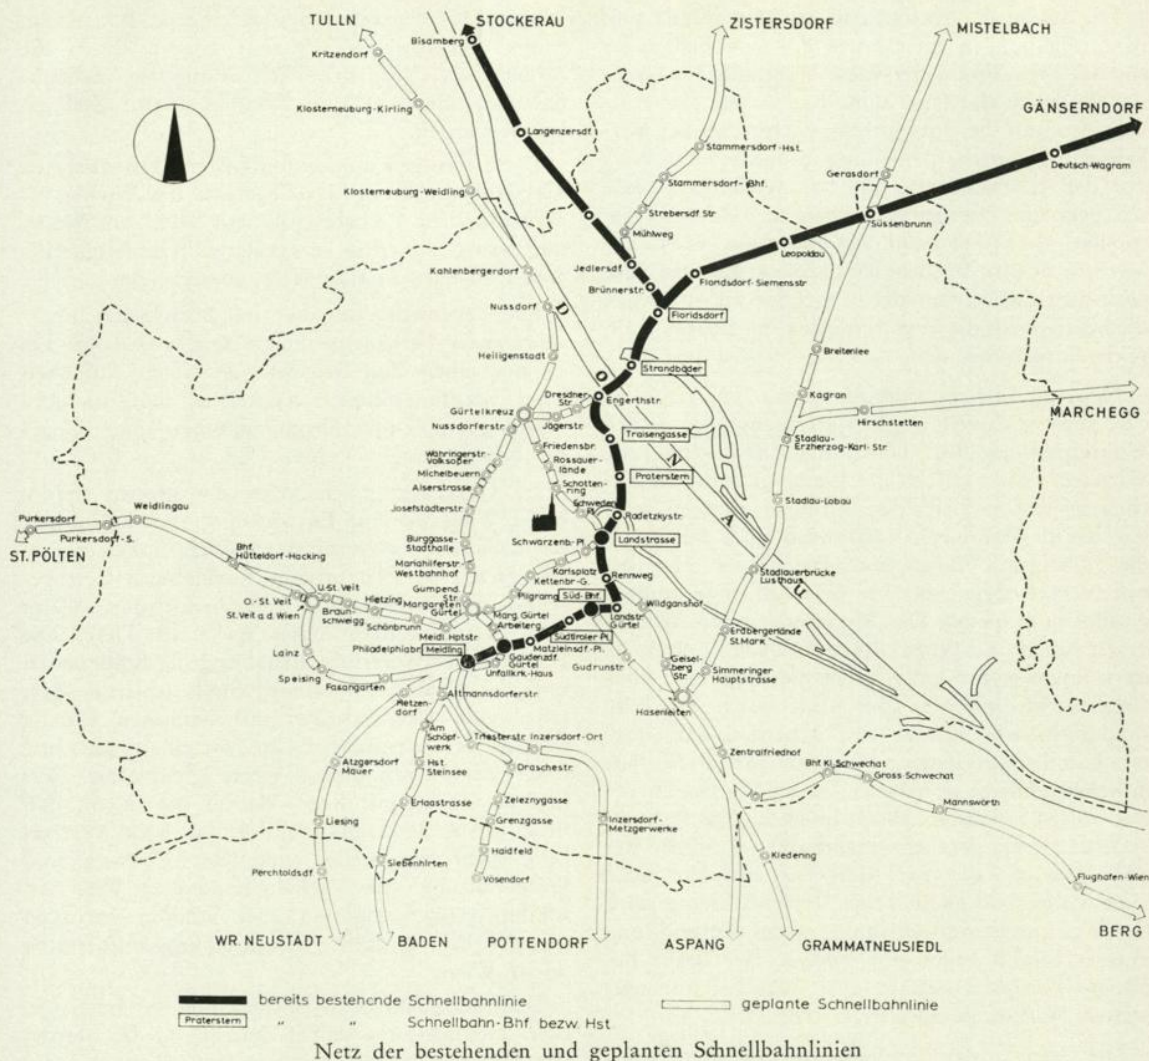 TULLN
STOCKERAU
ZISTERSDORF
MISTELBACH
Bisamberg
Kritzendorf
GÄNSERNDORF
Klosterneuburg-Kirling
Langenzersdf.
Stammersdorf-Hst.
Deutsch-Wagram
Gerasdorf
Stammersdorf-Bhf.
Klosterneuburg-Weidling
Strebersdf Str
Süssenbrunn
Mühlweg
Leopoldau
Jedlersdf.
Kahlenbergerdorf
Floridsdorf-Siemensstr.
Brünnerstr.
Nussdorf
DONAU
Floridsdorf
Heiligenstadt
Breitenlee
Strandbäder
Dresdner-
Str.
Engerthstr.
Kagran
MARCHEGG
Gürtelkreuz
Jägerstr.
Hirschstetten
Nussdorferstr.
Traisengasse
Stadlau-
Erzherzog-Karl-Str
Friedensbr.
Währingerstr-
Volksoper
Rossauer-
lände
Michelbeuern
Praterstern
Alserstrasse
Schotten-
ring
Stadlau-Lobau
Josefstädterstr.
Schweden
Pl.
Radetzkystr.
Weidlingau
Purkersdorf
Purkersdorf-S.
ST. PÖLTEN
Burggasse-
Stadthalle
Schwarzenb.-Pl.
Landstrasse
Bhf.
Hütteldorf-Hacking
Mariahilferstr
Westbahnhof
Karlsplatz
Kettenbr-G.
Rennweg
Stadlauerbrücke
Lusthaus
U.-St. Veit
Hietzing
Gumpend.
Str.
Margareten
Gürtel
Pilgramg.
Süd-Bhf.
Wildganshof
O.-St Veit
St.Veit a.d. Wien
Braun-
schweigg
Schönbrunn
Marg. Gürtel
Arbeiterg.
Landstr.
Gürtel
Südtiroler-Pl.
Erdbergerlände
St.Mark
Meidl. Hptstr.
Matzleinsdf.-Pl.
Lainz
Philadelphiabr.
Meidling
Gaudenzdf.
Gürtel
Gudrunstr.
Geisel-
berg
Str
Simmeringer
Hauptstrasse
Speising
Unfallkrk.-Haus
Fasangarten
Hetzen-
dorf
Altmannsdorferstr
Hasenleiten
Am
Schöpf-
werk
Triesterstr.
Inzersdorf-Ort
Zentralfriedhof
Atzgersdorf
Mauer
Hst.
Steinsee
Draschestr.
Bhf Kl.Schwechat
Gross-Schwechat
Erlaastrasse
Zeleznygasse
Mannswörth
Liesing
Grenzgasse
Inzersdorf-
Metzgerwerke
Siebenhirten
Haidfeld
Kledering
Perchtoldsdf.
Vösendorf
Flughafen-Wien
WR. NEUSTADT
BADEN
POTTENDORF
ASPANG
GRAMMATNEUSIEDL
BERG
bereits bestehende Schnellbahnlinie
geplante Schnellbahnlinie
Praterstern " " Schnellbahn-Bhf bezw. Hst.
Netz der bestehenden und geplanten Schnellbahnlinien